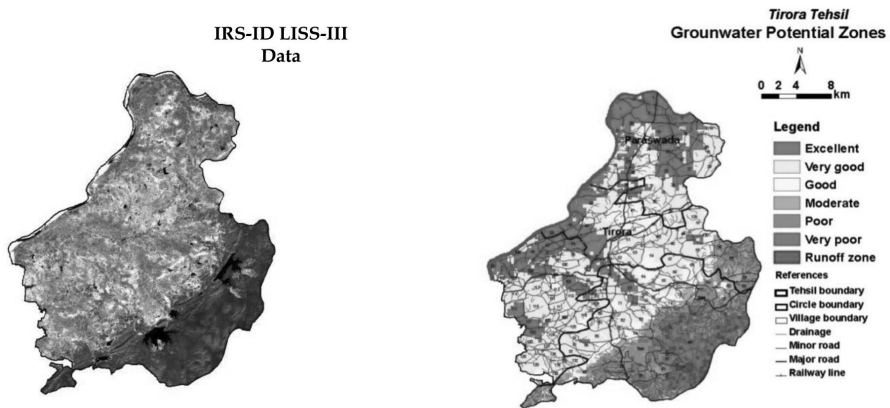 IRS-ID LISS-III
Data
Tirora Tehsil
Grounwater Potential Zones
N
0 2 4 8
km
Paraswada
Tirora
Legend
Excellent
Very good
Good
Moderate
Poor
Very poor
Runoff zone
References
Tehsil boundary
Circle boundary
Village boundary
Drainage
Minor road
Major road
Railway line